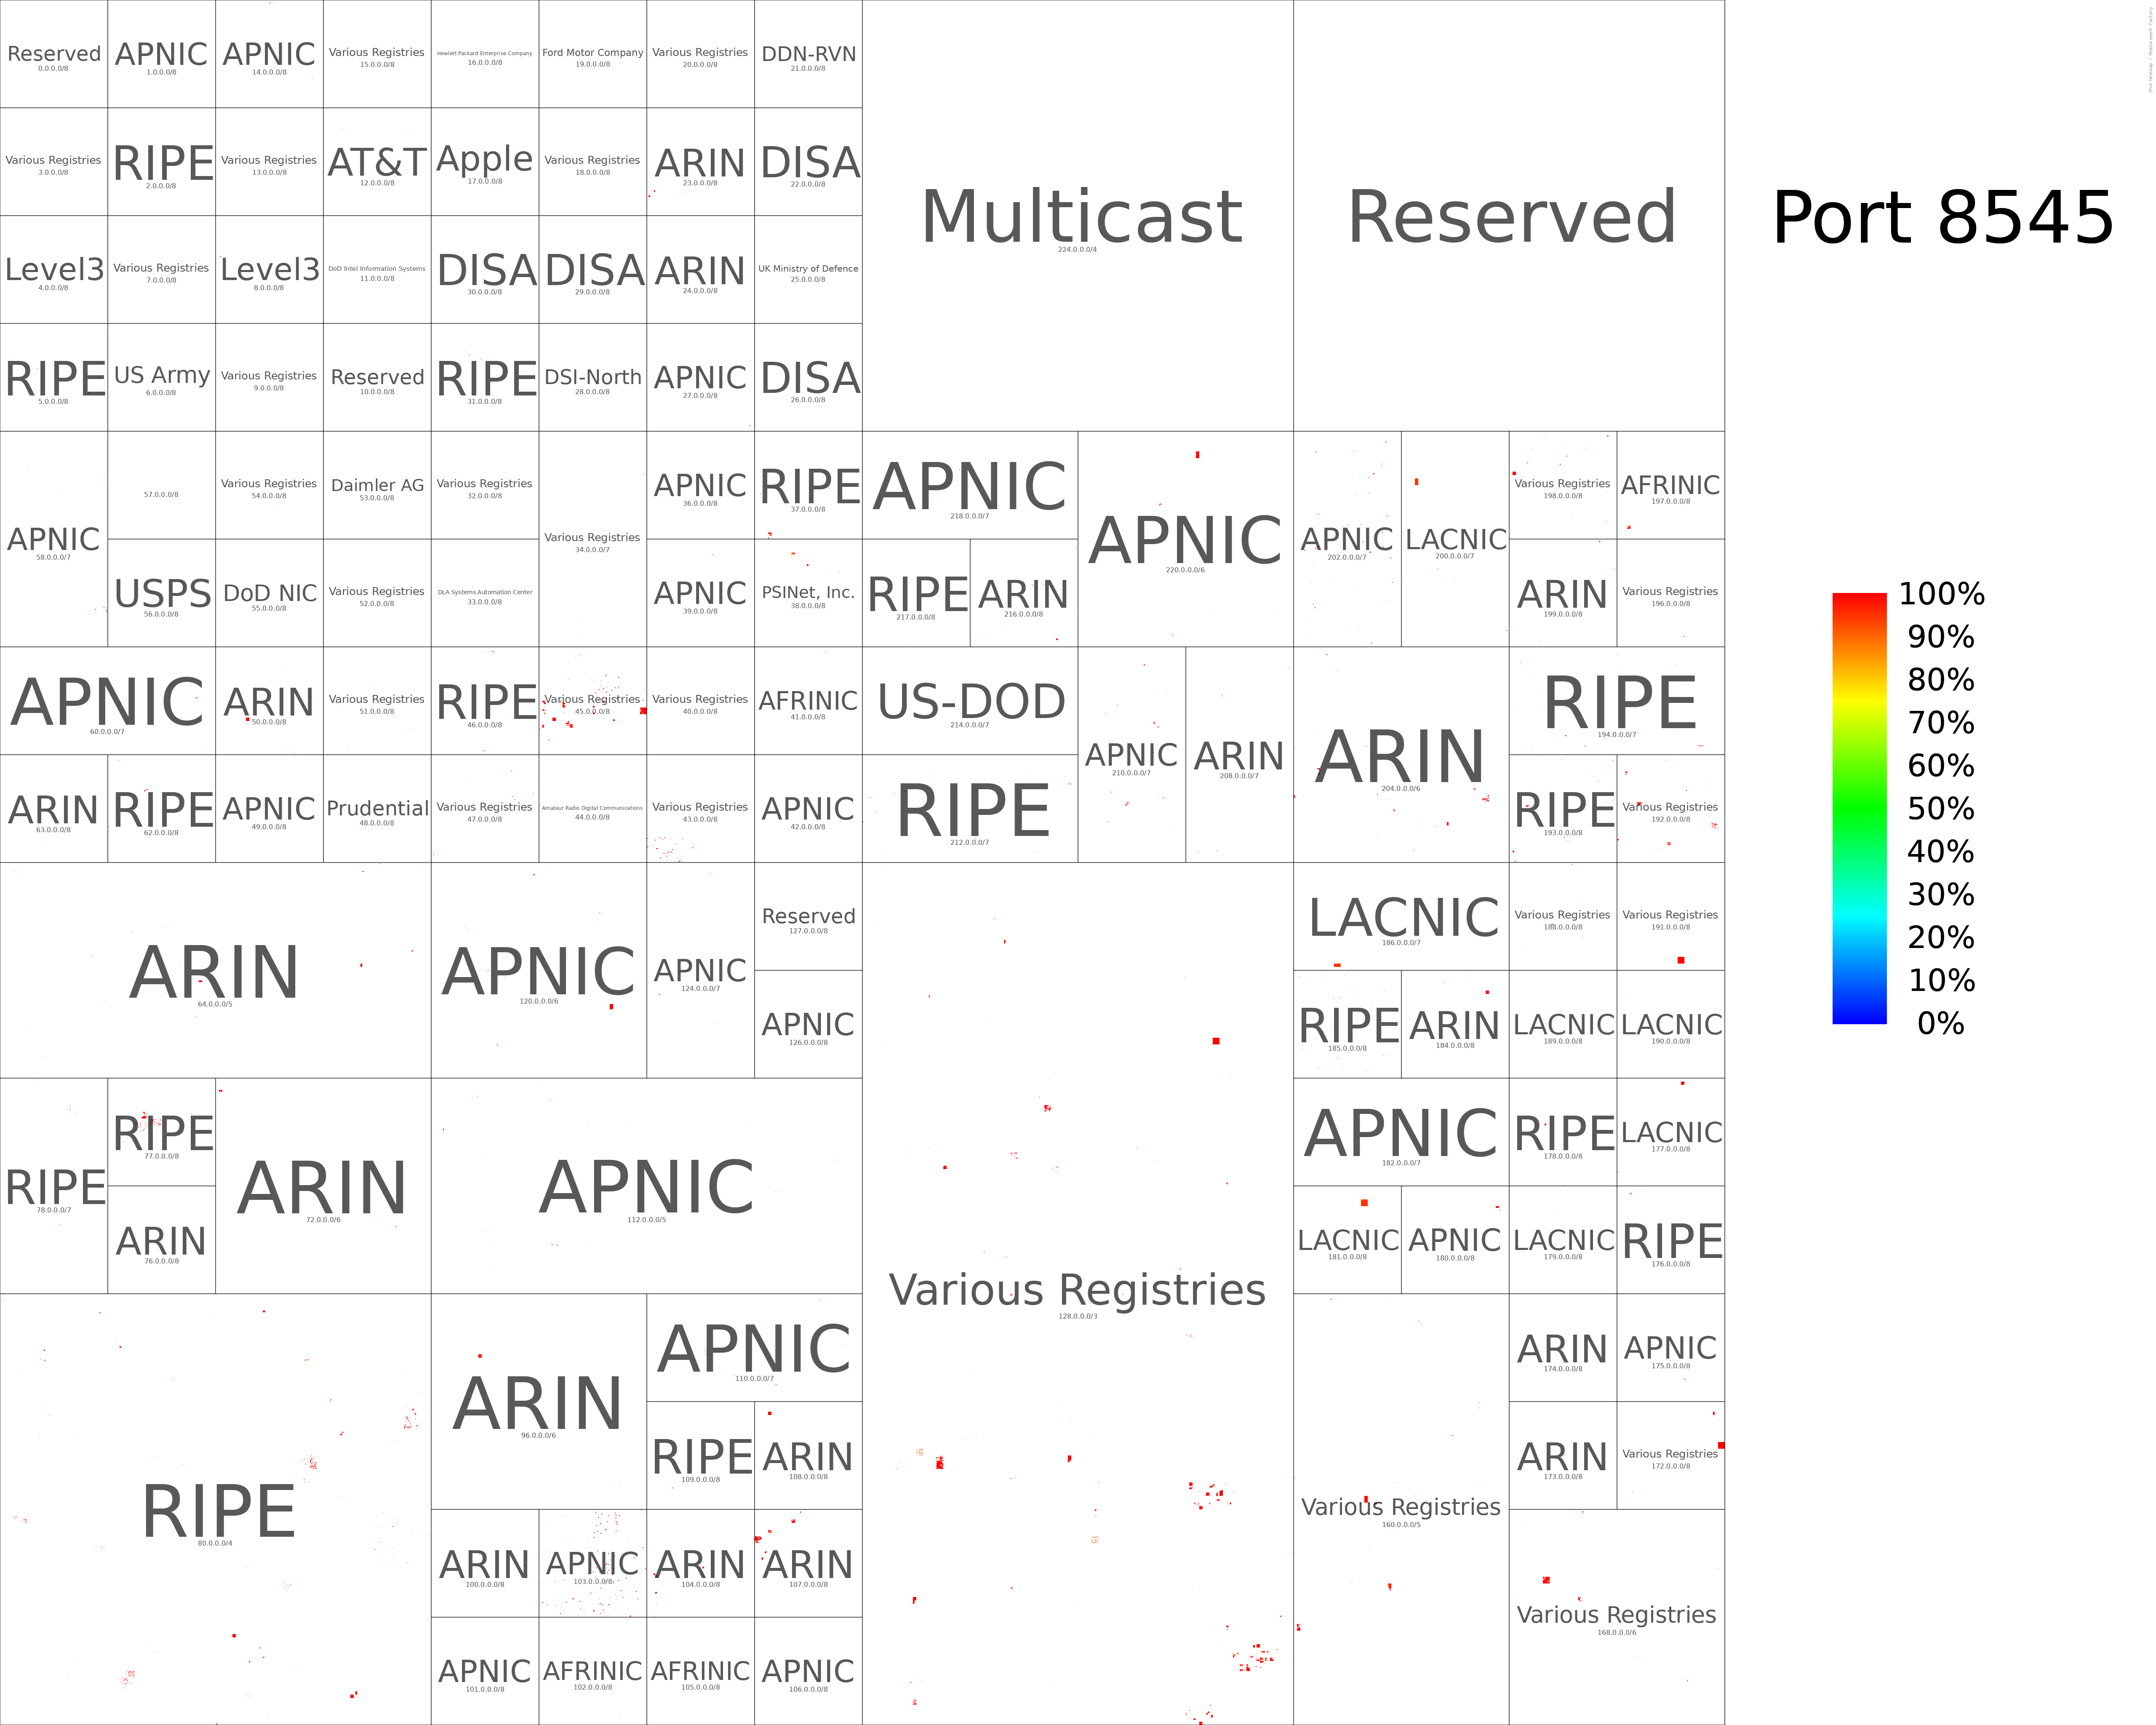 Reserved
0.0.0.0/8
APNIC
1.0.0.0/8
APNIC
14.0.0.0/8
Various Registries
15.0.0.0/8
Hewlett Packard Enterprise Company
16.0.0.0/8
Ford Motor Company
19.0.0.0/8
Various Registries
20.0.0.0/8
DDN-RVN
21.0.0.0/8
Various Registries
3.0.0.0/8
RIPE
2.0.0.0/8
Various Registries
13.0.0.0/8
AT&T
12.0.0.0/8
Apple
17.0.0.0/8
Various Registries
18.0.0.0/8
ARIN
23.0.0.0/8
DISA
22.0.0.0/8
Multicast
224.0.0.0/4
Reserved
Port 8545
Level3
4.0.0.0/8
Various Registries
7.0.0.0/8
Level3
8.0.0.0/8
DoD Intel Information Systems
11.0.0.0/8
DISA
30.0.0.0/8
DISA
29.0.0.0/8
ARIN
24.0.0.0/8
UK Ministry of Defence
25.0.0.0/8
RIPE
5.0.0.0/8
US Army
6.0.0.0/8
Various Registries
9.0.0.0/8
Reserved
10.0.0.0/8
RIPE
31.0.0.0/8
DSI-North
28.0.0.0/8
APNIC
27.0.0.0/8
DISA
26.0.0.0/8
APNIC
58.0.0.0/7
57.0.0.0/8
Various Registries
54.0.0.0/8
Daimler AG
53.0.0.0/8
Various Registries
32.0.0.0/8
Various Registries
34.0.0.0/7
APNIC
36.0.0.0/8
RIPE
37.0.0.0/8
USPS
56.0.0.0/8
DoD NIC
55.0.0.0/8
Various Registries
52.0.0.0/8
DLA Systems Automation Center
33.0.0.0/8
APNIC
39.0.0.0/8
PSINet, Inc.
38.0.0.0/8
APNIC
218.0.0.0/7
APNIC
220.0.0.0/6
RIPE
217.0.0.0/8
ARIN
216.0.0.0/8
APNIC
202.0.0.0/7
LACNIC
200.0.0.0/7
Various Registries
198.0.0.0/8
AFRINIC
197.0.0.0/8
ARIN
199.0.0.0/8
Various Registries
196.0.0.0/8
APNIC
60.0.0.0/7
ARIN
50.0.0.0/8
Various Registries
51.0.0.0/8
RIPE
46.0.0.0/8
Various Registries
45.0.0.0/8
Various Registries
40.0.0.0/8
AFRINIC
41.0.0.0/8
ARIN
63.0.0.0/8
RIPE
62.0.0.0/8
APNIC
49.0.0.0/8
Prudential
48.0.0.0/8
Various Registries
47.0.0.0/8
Amateur Radio Digital Communications
44.0.0.0/8
Various Registries
43.0.0.0/8
APNIC
42.0.0.0/8
US-DOD
214.0.0.0/7
RIPE
212.0.0.0/7
APNIC
210.0.0.0/7
ARIN
208.0.0.0/7
ARIN
204.0.0.0/6
RIPE
194.0.0.0/7
RIPE
193.0.0.0/8
Various Registries
192.0.0.0/8
100%
90%
80%
70%
60%
50%
40%
30%
20%
10%
0%
ARIN
64.0.0.0/5
APNIC
120.0.0.0/6
APNIC
124.0.0.0/7
Reserved
127.0.0.0/8
APNIC
126.0.0.0/8
RIPE
78.0.0.0/7
RIPE
77.0.0.0/8
ARIN
76.0.0.0/8
ARIN
72.0.0.0/6
APNIC
112.0.0.0/5
Various Registries
128.0.0.0/3
LACNIC
186.0.0.0/7
Various Registries
188.0.0.0/8
Various Registries
191.0.0.0/8
RIPE
185.0.0.0/8
ARIN
184.0.0.0/8
LACNIC
189.0.0.0/8
LACNIC
190.0.0.0/8
APNIC
182.0.0.0/7
RIPE
178.0.0.0/8
LACNIC
177.0.0.0/8
LACNIC
181.0.0.0/8
APNIC
180.0.0.0/8
LACNIC
179.0.0.0/8
RIPE
176.0.0.0/8
RIPE
80.0.0.0/4
ARIN
96.0.0.0/6
APNIC
110.0.0.0/7
RIPE
109.0.0.0/8
ARIN
108.0.0.0/8
ARIN
100.0.0.0/8
APNIC
103.0.0.0/8
ARIN
104.0.0.0/8
ARIN
107.0.0.0/8
APNIC
101.0.0.0/8
AFRINIC
102.0.0.0/8
AFRINIC
105.0.0.0/8
APNIC
106.0.0.0/8
Various Registries
160.0.0.0/5
ARIN
174.0.0.0/8
APNIC
175.0.0.0/8
ARIN
173.0.0.0/8
Various Registries
172.0.0.0/8
Various Registries
168.0.0.0/6